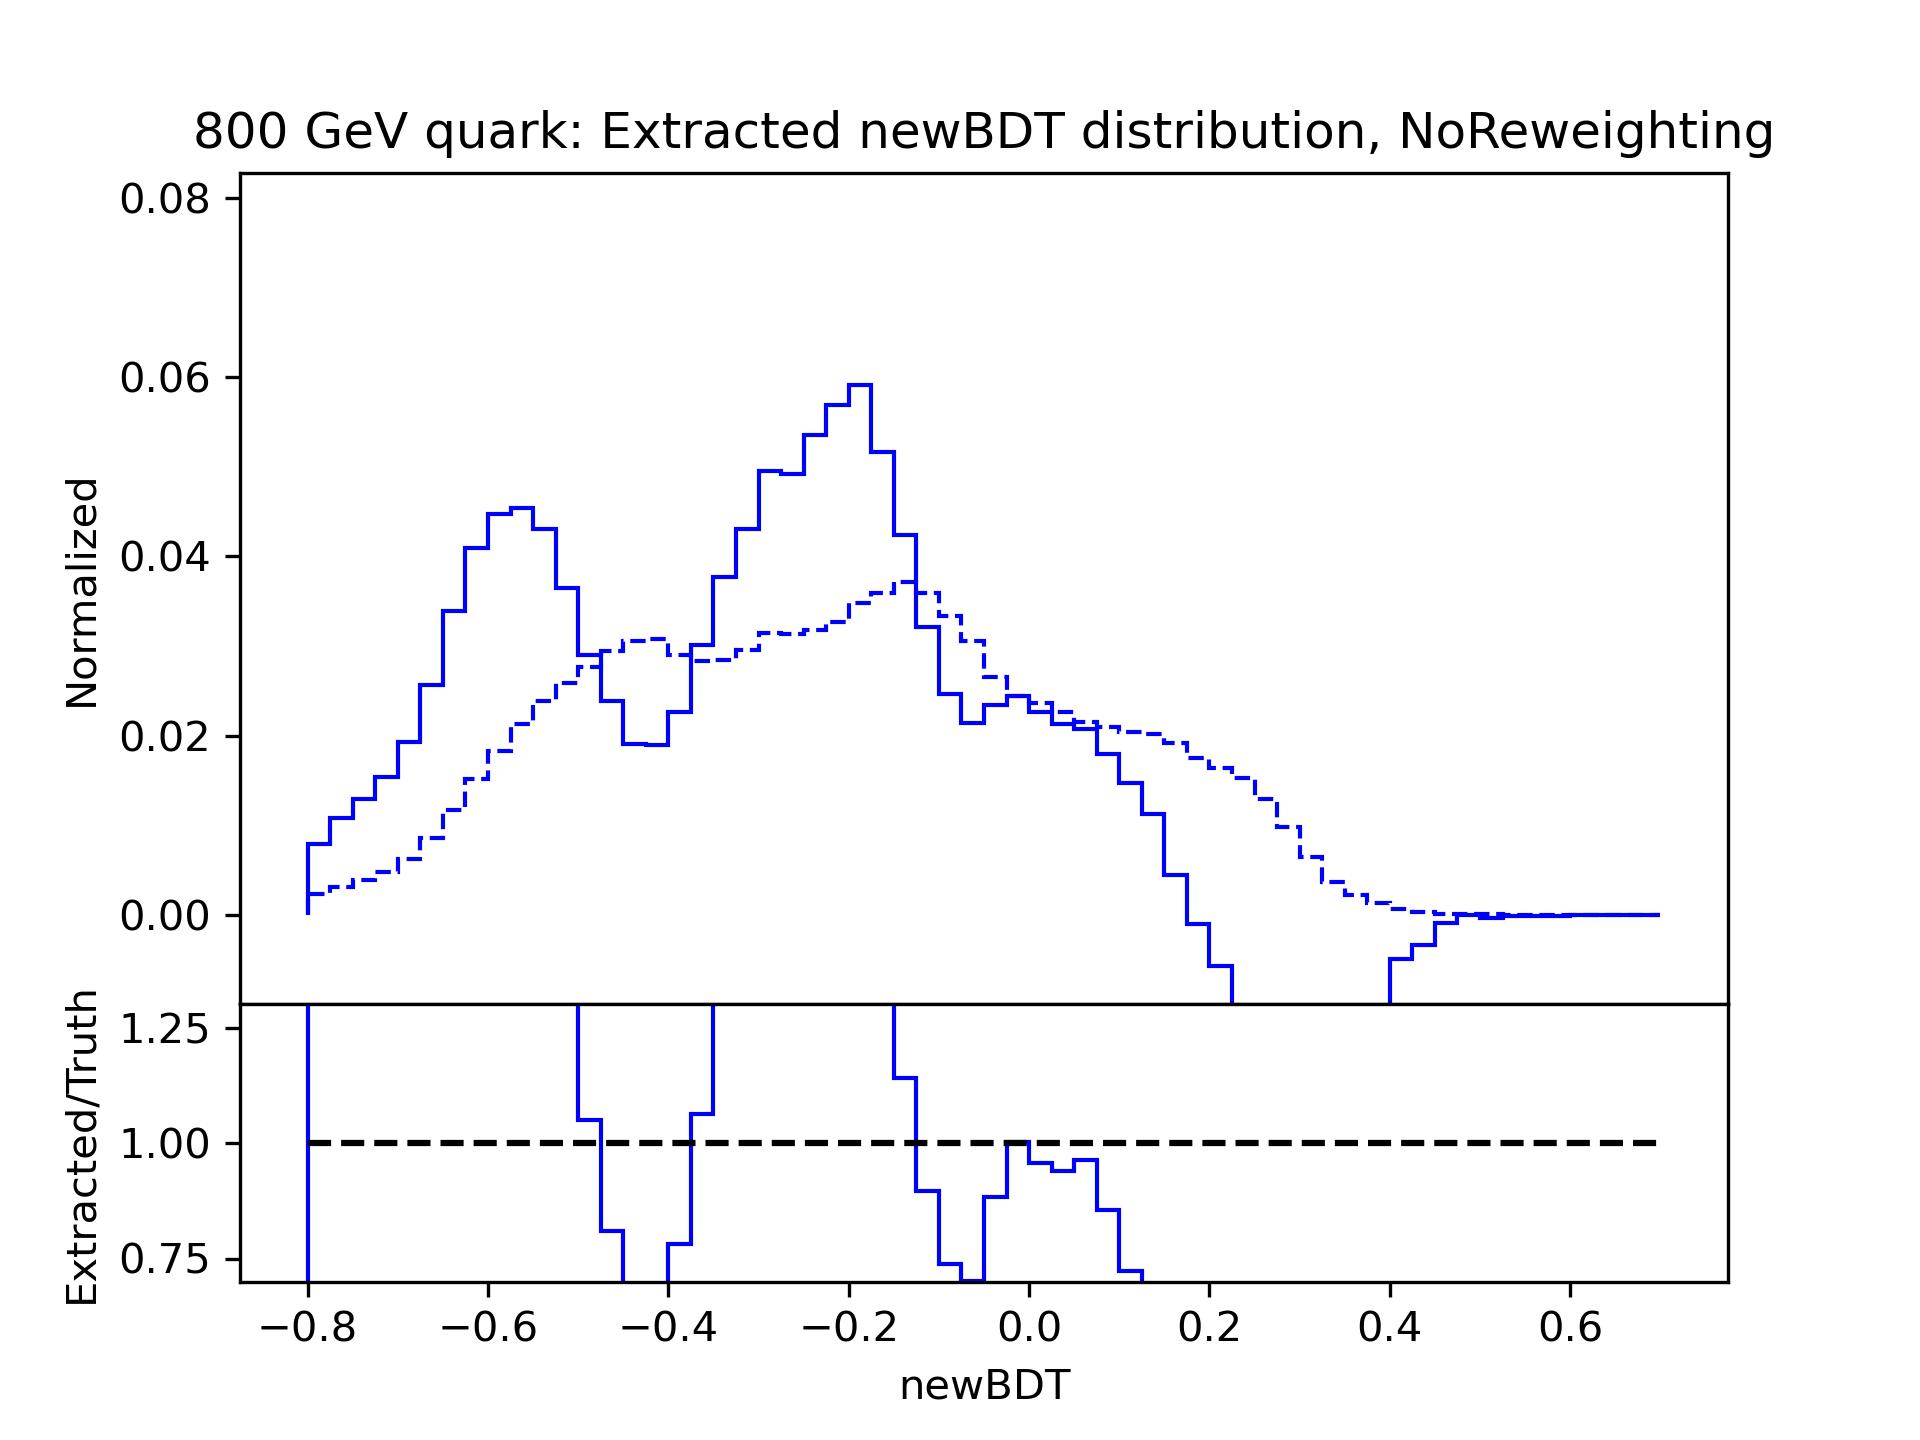 800 GeV quark: Extracted newBDT distribution, NoReweighting
Normalized
0.08
0.06
0.04
0.02
0.00
Extracted/Truth
1.25
1.00
0.75
−0.8 −0.6 −0.4 −0.2 0.0 0.2 0.4 0.6
newBDT